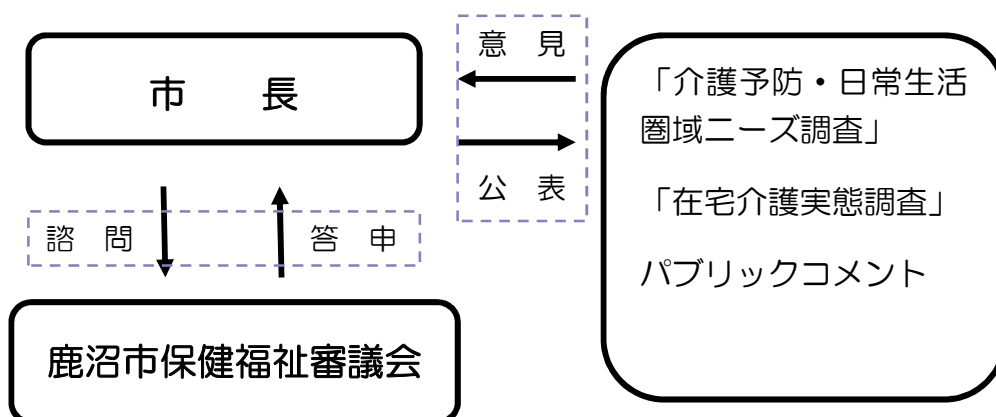 市　　長
意　見
公　表
「介護予防・日常生活
圏域ニーズ調査」
「在宅介護実態調査」
パブリックコメント
諮　問
答　申
鹿沼市保健福祉審議会